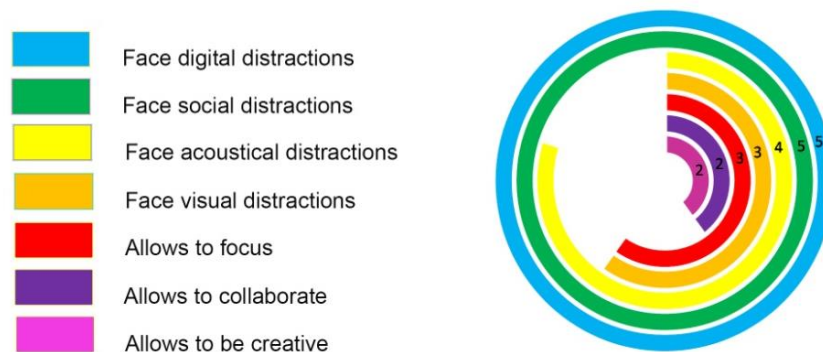 Face digital distractions
Face social distractions
Face acoustical distractions
Face visual distractions
Allows to focus
Allows to collaborate
Allows to be creative
2 2 3 3 4 5 5